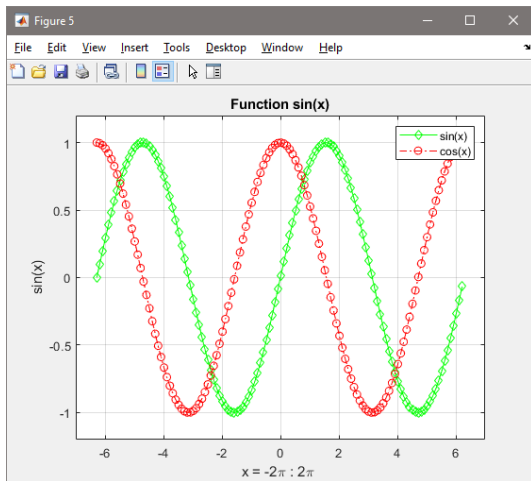 Figure 5
File Edit View Insert Tools Desktop Window Help
Function sin(x)
sin(x)
cos(x)
1
0.5
0
-0.5
-1
sin(x)
-6 -4 -2 0 2 4 6
x = -2π : 2π